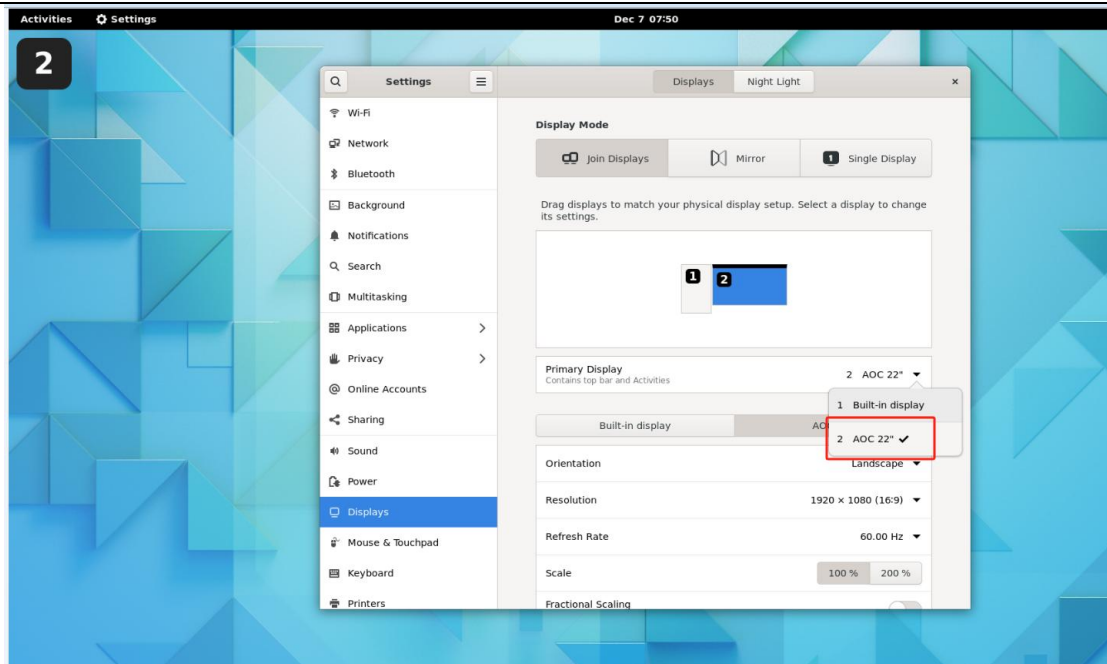 Activities
Settings
Dec 7 07:50
2
Settings
Displays
Night Light
Wi-Fi
Network
Bluetooth
Background
Notifications
Search
Multitasking
Applications
Privacy
Online Accounts
Sharing
Sound
Power
Displays
Mouse & Touchpad
Keyboard
Printers
Display Mode
Join Displays
Mirror
1 Single Display
Drag displays to match your physical display setup. Select a display to change
its settings.
1 2
Primary Display
Contains top bar and Activities
2 AOC 22"
1 Built-in display
2 AOC 22" ✔
Built-in display
AO
Orientation
Landscape
Resolution
1920 × 1080 (16:9)
Refresh Rate
60.00 Hz
Scale
100 %
200 %
Fractional Scaling